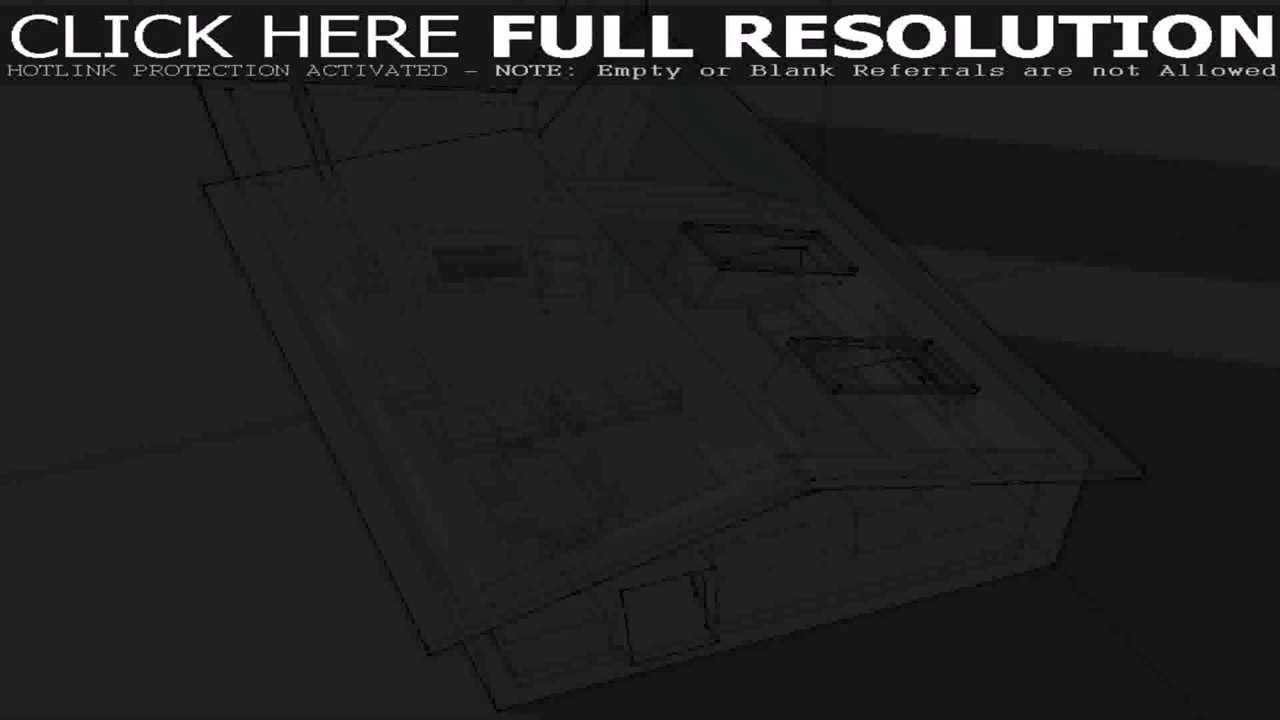 CLICK HERE FULL RESOLUTION
HOTLINK PROTECTION ACTIVATED – NOTE: Empty or Blank Referrals are not Allowed